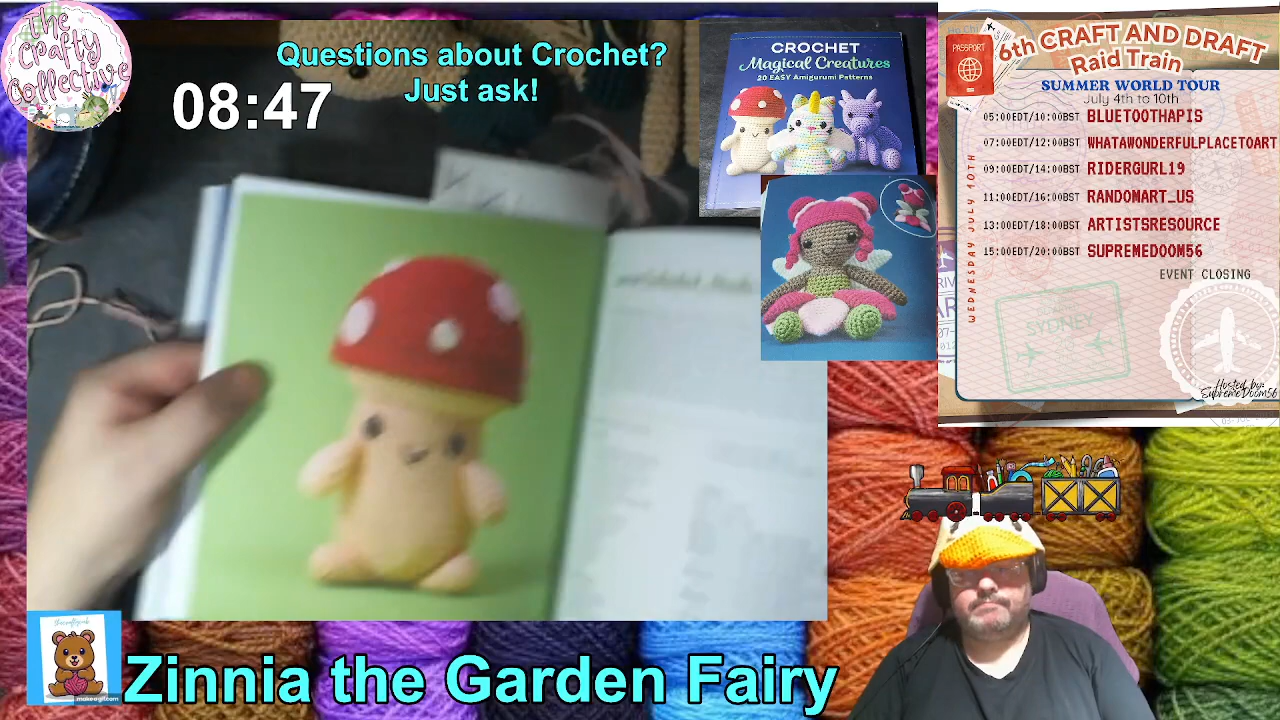 The
Crafty
Collective
Questions about Crochet?
Just ask!
08:47
CROCHET
Magical Creatures
20 EASY Amigurumi Patterns
PASSPORT
6th CRAFT AND DRAFT
Raid Train
SUMMER WORLD TOUR
July 4th to 10th
WEDNESDAY JULY 10TH
05:00EDT/10:00BST BLUETOOTHAPIS
07:00EDT/12:00BST WHATAWONDERFULPLACETOART
09:00EDT/14:00BST RIDERGURL19
11:00EDT/16:00BST RANDOMART_US
13:00EDT/18:00BST ARTISTSRESOURCE
15:00EDT/20:00BST SUPREMEDOOM56
EVENT CLOSING
SYDNEY
Hosted by:
SupremeDoom56
Zinnia the Garden Fairy